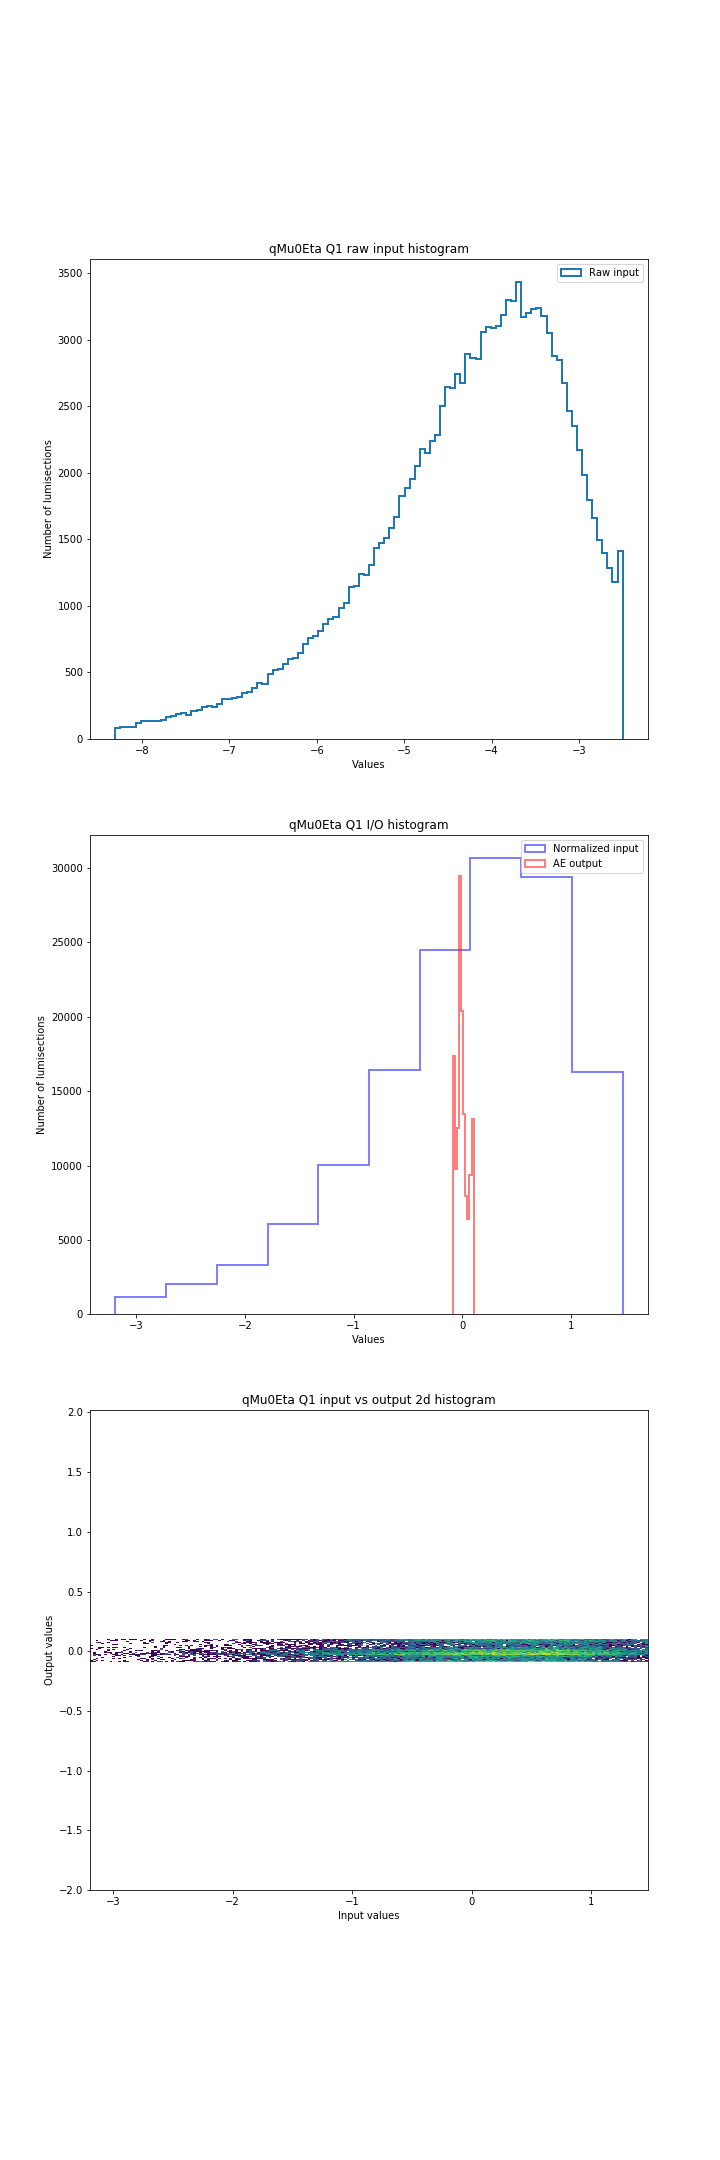 qMu0Eta Q1 raw input histogram
Raw input
3500
3000
2500
2000
1500
1000
500
0
Number of lumisections
−8 −7 −6 −5 −4 −3
Values
qMu0Eta Q1 I/O histogram
Normalized input
AE output
30000
25000
20000
15000
10000
5000
0
Number of lumisections
−3 −2 −1 0 1
Values
qMu0Eta Q1 input vs output 2d histogram
2.0
1.5
1.0
0.5
0.0
−0.5
−1.0
−1.5
−2.0
Output values
−3 −2 −1 0 1
Input values